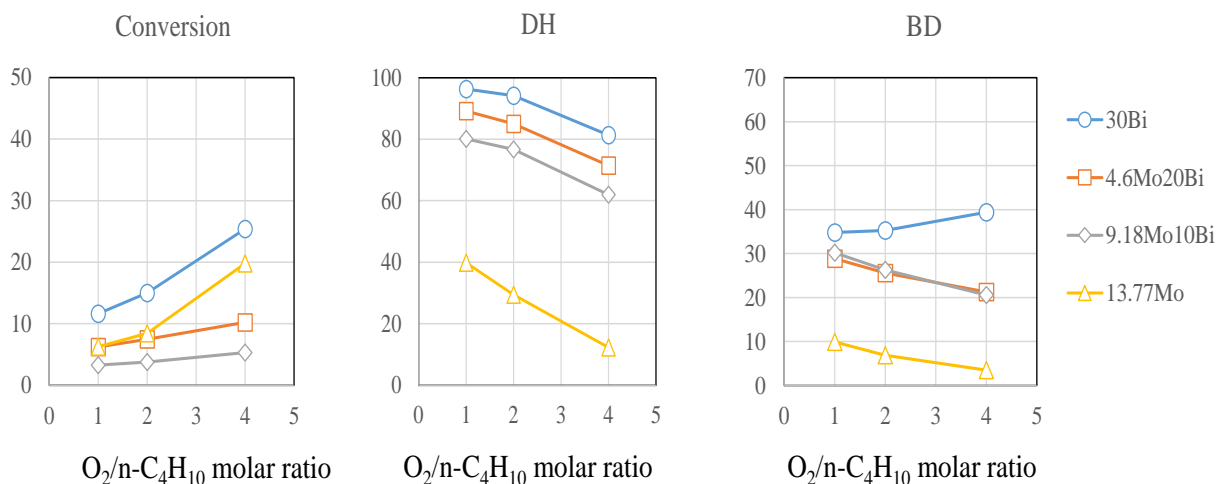 Conversion
DH
BD
50
40
30
20
10
0
0 1 2 3 4 5
100
80
60
40
20
0
0 1 2 3 4 5
70
60
50
40
30
20
10
0
0 1 2 3 4 5
O₂/n-C₄H₁₀ molar ratio
O₂/n-C₄H₁₀ molar ratio
O₂/n-C₄H₁₀ molar ratio
30Bi
4.6Mo20Bi
9.18Mo10Bi
13.77Mo